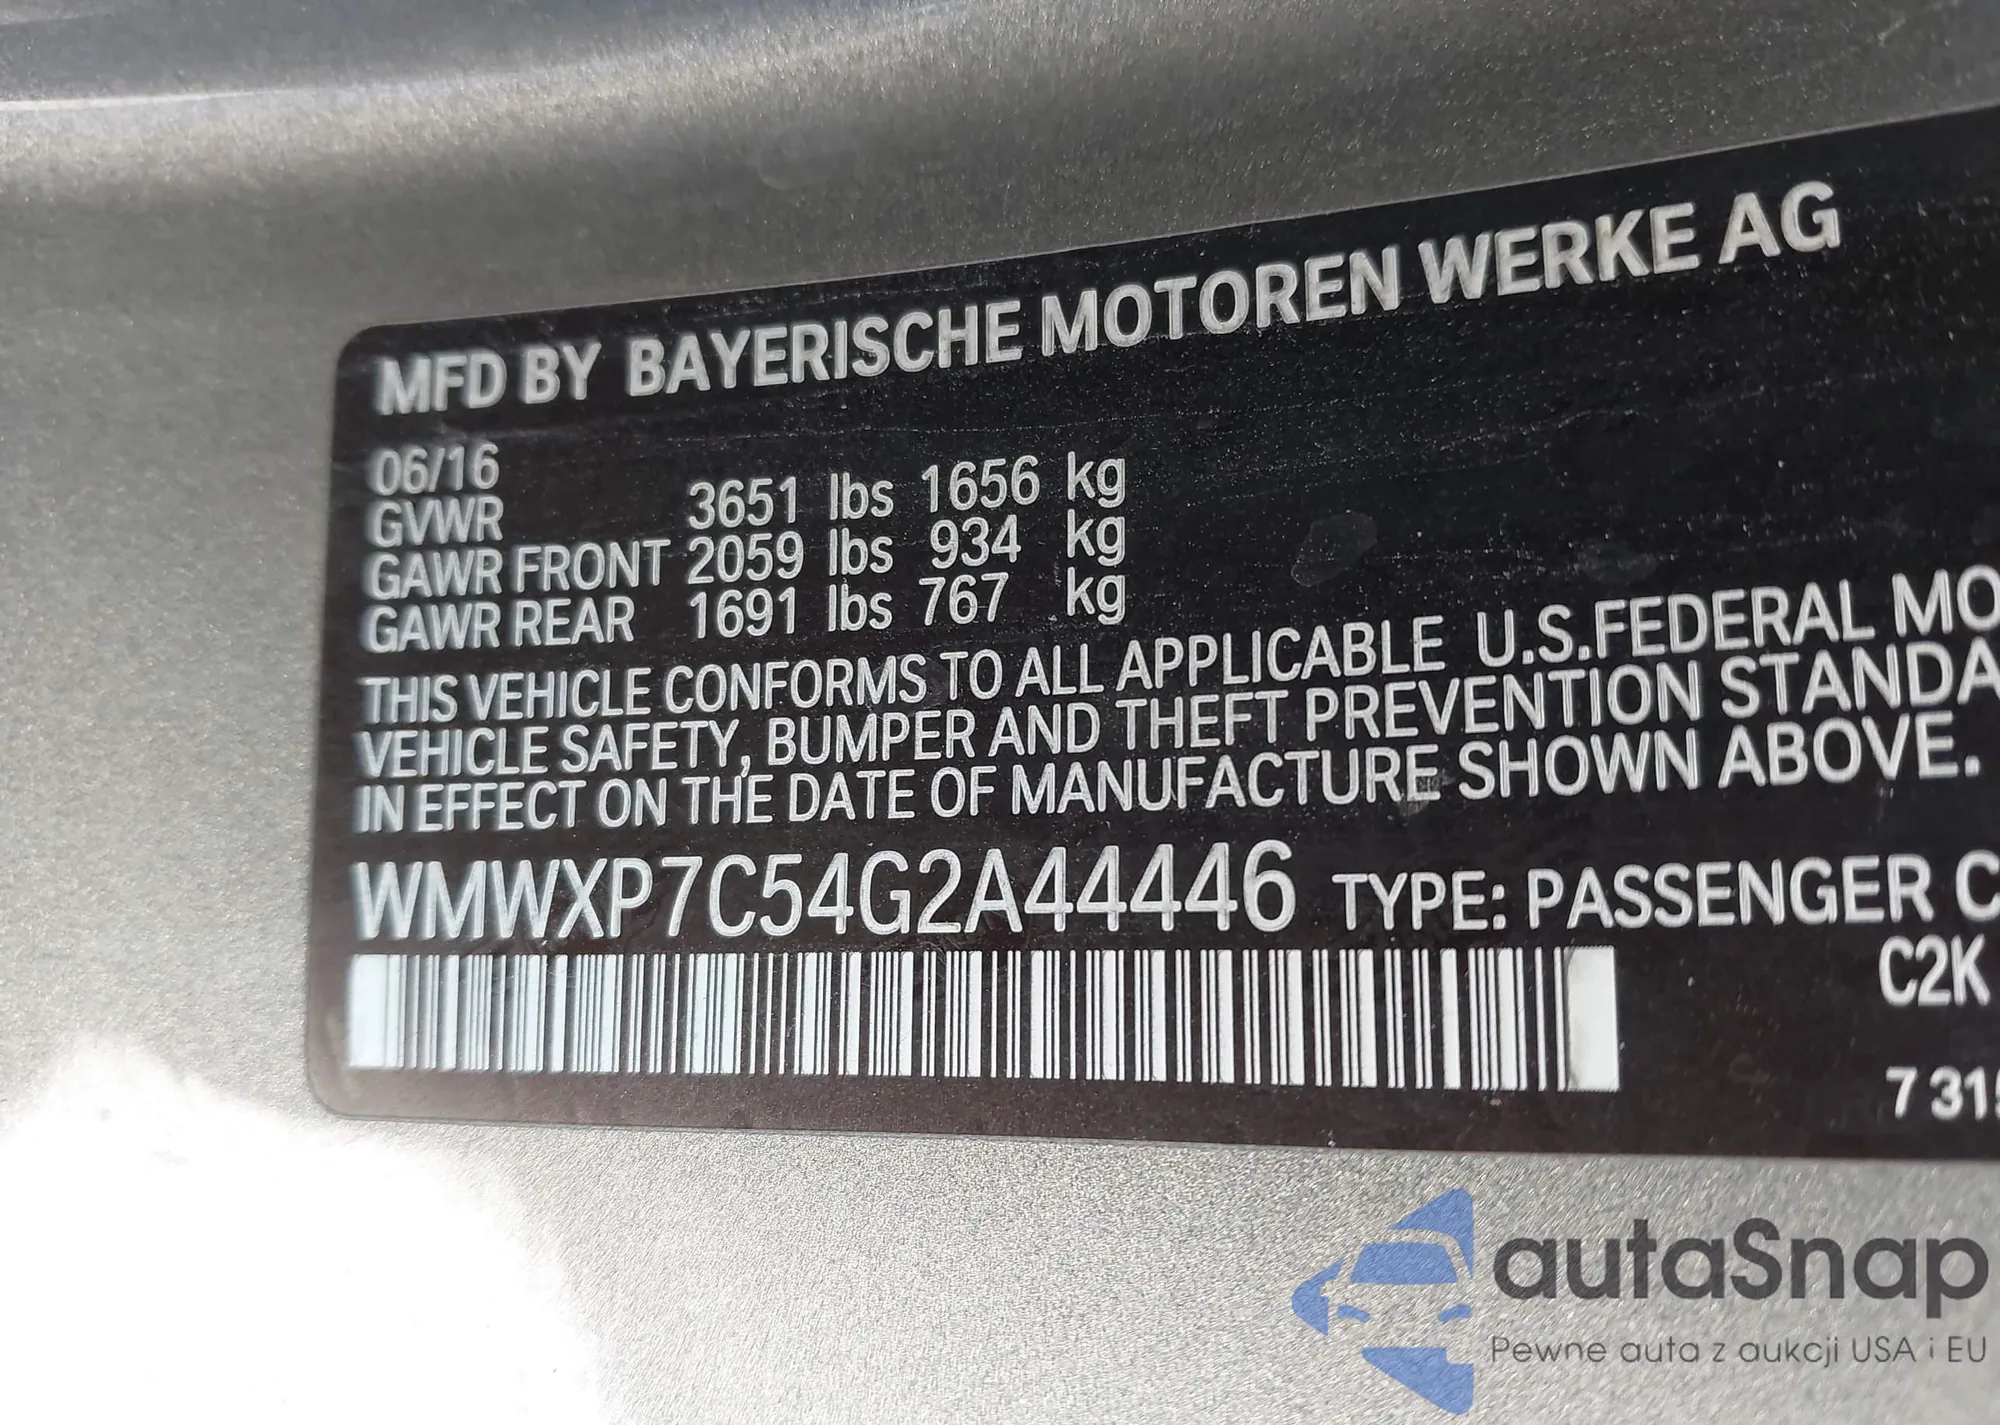 MFD BY BAYERISCHE MOTOREN WERKE AG
06/16
GVWR 3651 lbs 1656 kg
GAWR FRONT 2059 lbs 934 kg
GAWR REAR 1691 lbs 767 kg
THIS VEHICLE CONFORMS TO ALL APPLICABLE U.S.FEDERAL MO
VEHICLE SAFETY, BUMPER AND THEFT PREVENTION STANDA
IN EFFECT ON THE DATE OF MANUFACTURE SHOWN ABOVE.
WMWXP7C54G2A44446 TYPE: PASSENGER C
C2K
7 315
autaSnap
Pewne auta z aukcji USA i EU